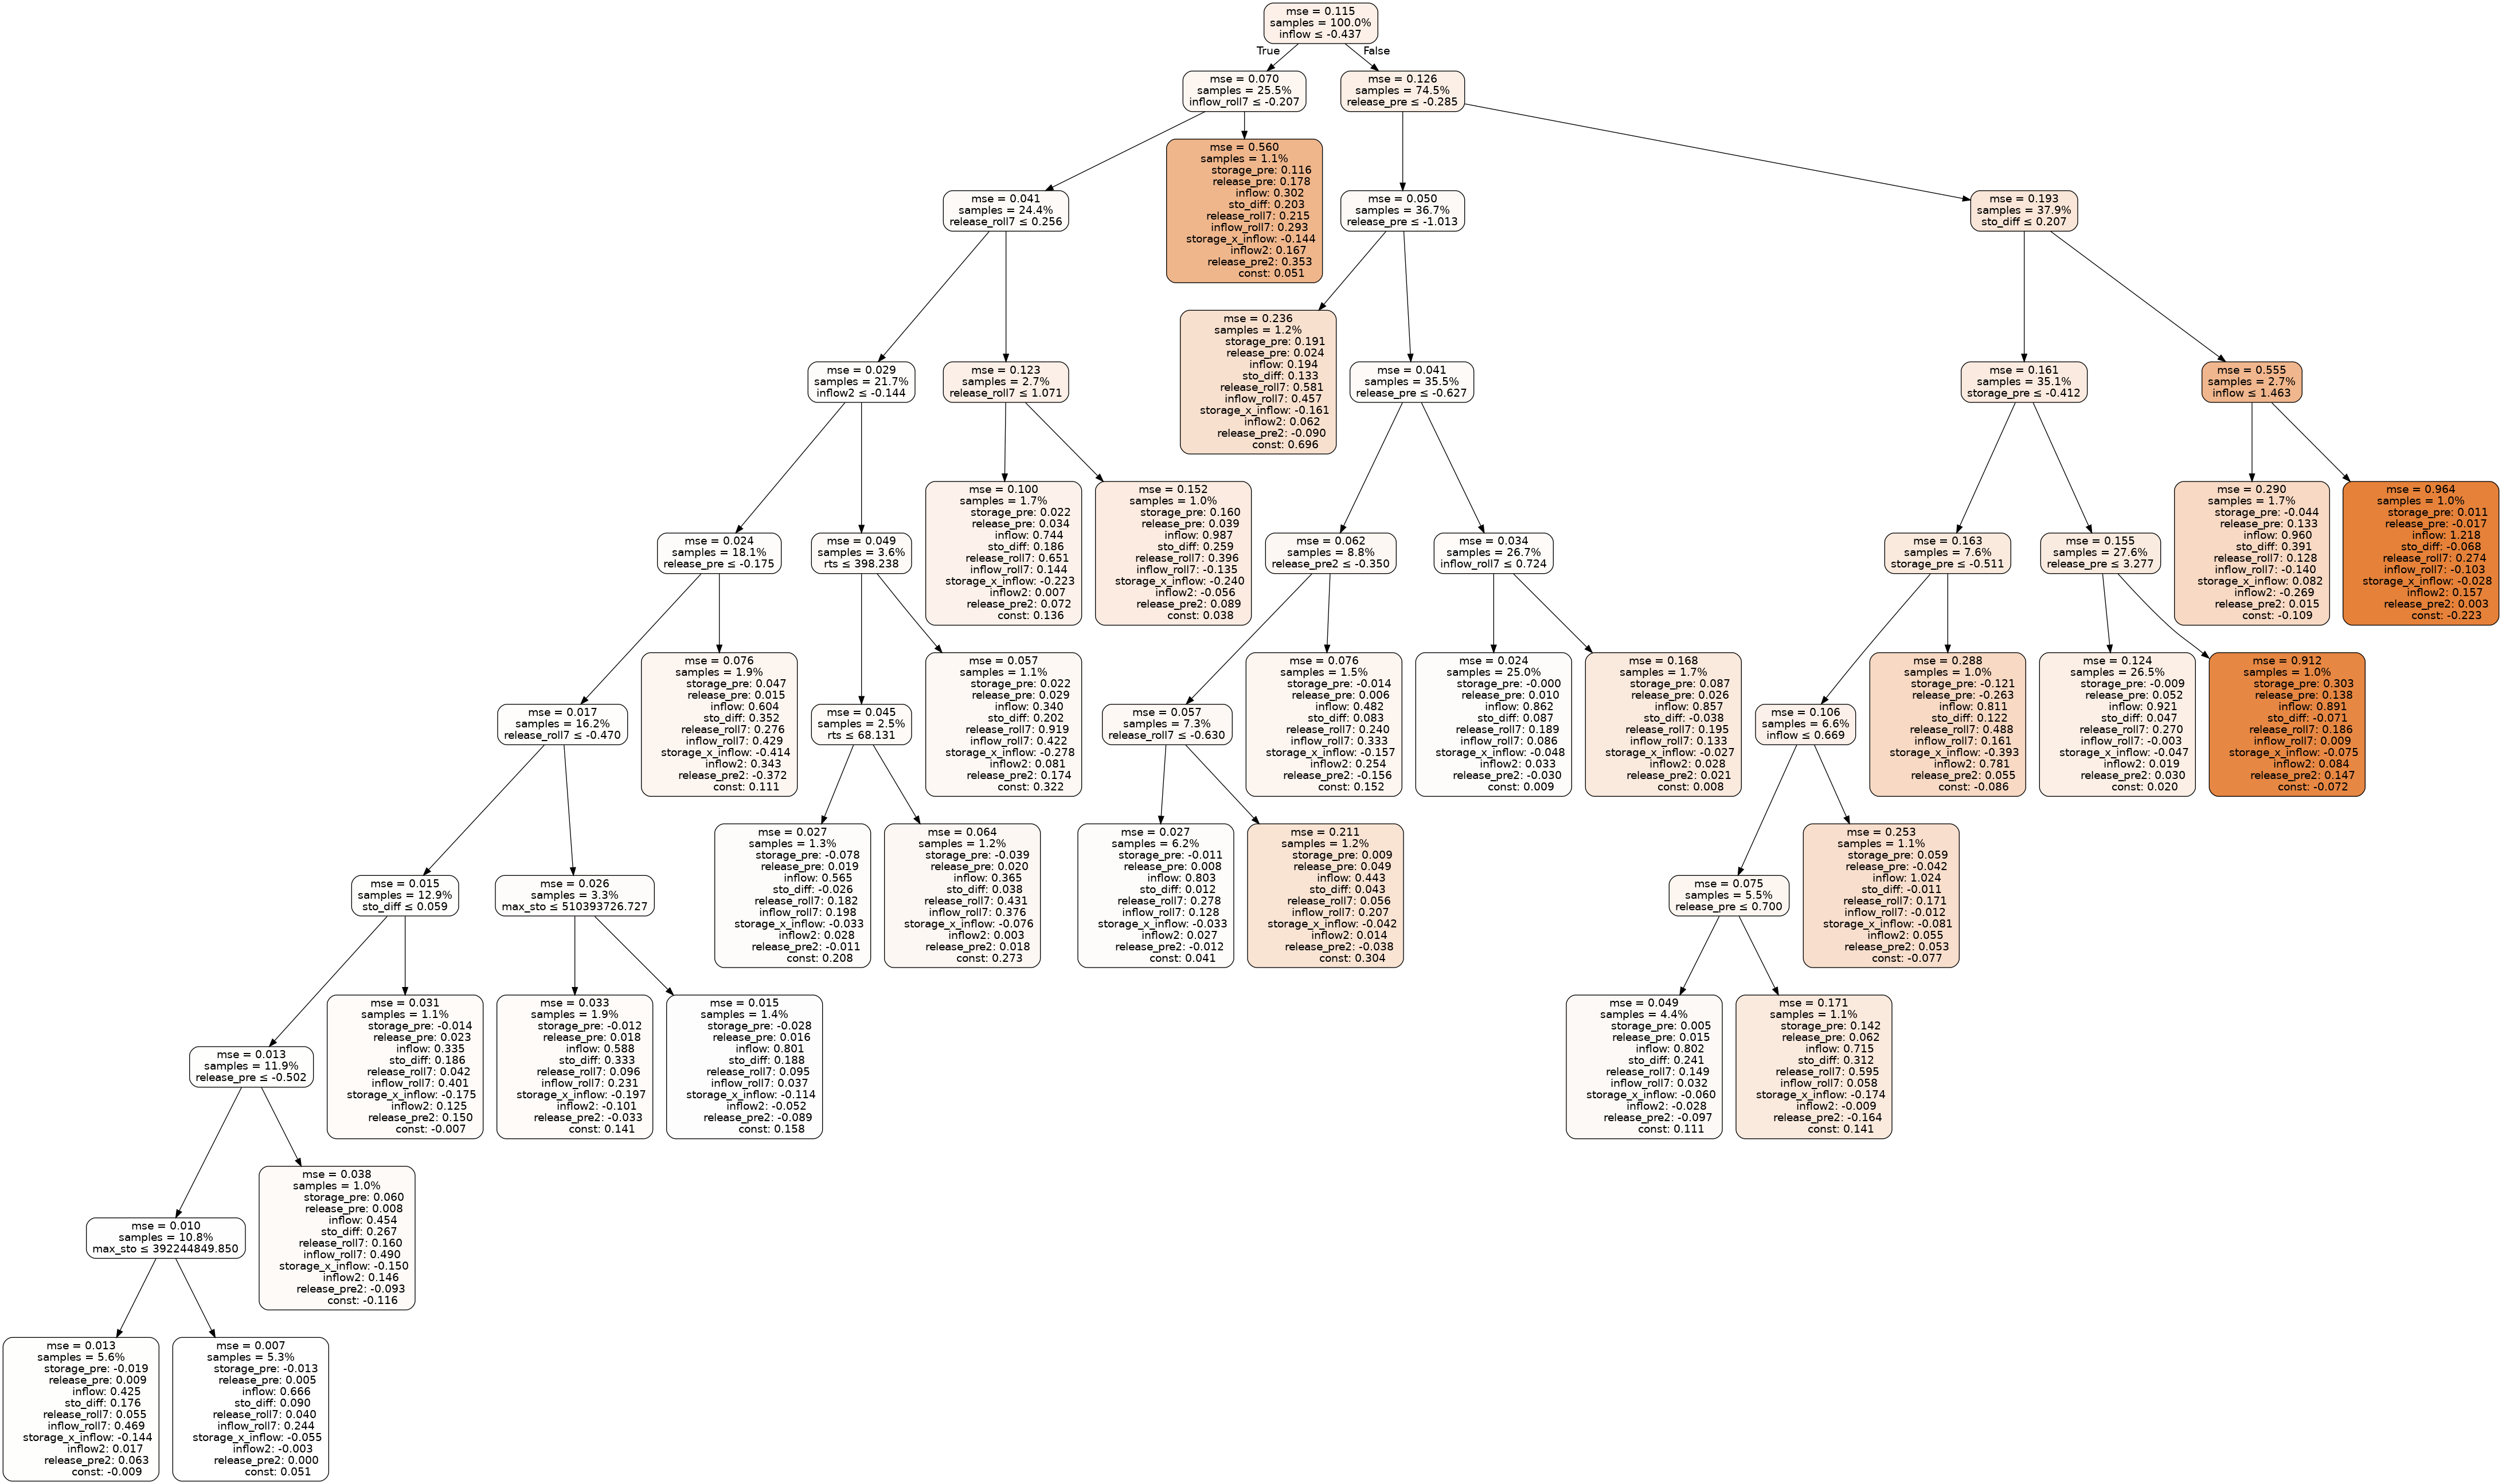 mse = 0.115
samples = 100.0%
inflow ≤ -0.437
True
False
mse = 0.070
samples = 25.5%
inflow_roll7 ≤ -0.207
mse = 0.126
samples = 74.5%
release_pre ≤ -0.285
mse = 0.041
samples = 24.4%
release_roll7 ≤ 0.256
mse = 0.560
samples = 1.1%
storage_pre: 0.116
release_pre: 0.178
inflow: 0.302
sto_diff: 0.203
release_roll7: 0.215
inflow_roll7: 0.293
storage_x_inflow: -0.144
inflow2: 0.167
release_pre2: 0.353
const: 0.051
mse = 0.050
samples = 36.7%
release_pre ≤ -1.013
mse = 0.193
samples = 37.9%
sto_diff ≤ 0.207
mse = 0.029
samples = 21.7%
inflow2 ≤ -0.144
mse = 0.123
samples = 2.7%
release_roll7 ≤ 1.071
mse = 0.236
samples = 1.2%
storage_pre: 0.191
release_pre: 0.024
inflow: 0.194
sto_diff: 0.133
release_roll7: 0.581
inflow_roll7: 0.457
storage_x_inflow: -0.161
inflow2: 0.062
release_pre2: -0.090
const: 0.696
mse = 0.041
samples = 35.5%
release_pre ≤ -0.627
mse = 0.161
samples = 35.1%
storage_pre ≤ -0.412
mse = 0.555
samples = 2.7%
inflow ≤ 1.463
mse = 0.024
samples = 18.1%
release_pre ≤ -0.175
mse = 0.049
samples = 3.6%
rts ≤ 398.238
mse = 0.100
samples = 1.7%
storage_pre: 0.022
release_pre: 0.034
inflow: 0.744
sto_diff: 0.186
release_roll7: 0.651
inflow_roll7: 0.144
storage_x_inflow: -0.223
inflow2: 0.007
release_pre2: 0.072
const: 0.136
mse = 0.152
samples = 1.0%
storage_pre: 0.160
release_pre: 0.039
inflow: 0.987
sto_diff: 0.259
release_roll7: 0.396
inflow_roll7: -0.135
storage_x_inflow: -0.240
inflow2: -0.056
release_pre2: 0.089
const: 0.038
mse = 0.062
samples = 8.8%
release_pre2 ≤ -0.350
mse = 0.034
samples = 26.7%
inflow_roll7 ≤ 0.724
mse = 0.163
samples = 7.6%
storage_pre ≤ -0.511
mse = 0.155
samples = 27.6%
release_pre ≤ 3.277
mse = 0.290
samples = 1.7%
storage_pre: -0.044
release_pre: 0.133
inflow: 0.960
sto_diff: 0.391
release_roll7: 0.128
inflow_roll7: -0.140
storage_x_inflow: 0.082
inflow2: -0.269
release_pre2: 0.015
const: -0.109
mse = 0.964
samples = 1.0%
storage_pre: 0.011
release_pre: -0.017
inflow: 1.218
sto_diff: -0.068
release_roll7: 0.274
inflow_roll7: -0.103
storage_x_inflow: -0.028
inflow2: 0.157
release_pre2: 0.003
const: -0.223
mse = 0.017
samples = 16.2%
release_roll7 ≤ -0.470
mse = 0.076
samples = 1.9%
storage_pre: 0.047
release_pre: 0.015
inflow: 0.604
sto_diff: 0.352
release_roll7: 0.276
inflow_roll7: 0.429
storage_x_inflow: -0.414
inflow2: 0.343
release_pre2: -0.372
const: 0.111
mse = 0.045
samples = 2.5%
rts ≤ 68.131
mse = 0.057
samples = 1.1%
storage_pre: 0.022
release_pre: 0.029
inflow: 0.340
sto_diff: 0.202
release_roll7: 0.919
inflow_roll7: 0.422
storage_x_inflow: -0.278
inflow2: 0.081
release_pre2: 0.174
const: 0.322
mse = 0.057
samples = 7.3%
release_roll7 ≤ -0.630
mse = 0.076
samples = 1.5%
storage_pre: -0.014
release_pre: 0.006
inflow: 0.482
sto_diff: 0.083
release_roll7: 0.240
inflow_roll7: 0.333
storage_x_inflow: -0.157
inflow2: 0.254
release_pre2: -0.156
const: 0.152
mse = 0.024
samples = 25.0%
storage_pre: -0.000
release_pre: 0.010
inflow: 0.862
sto_diff: 0.087
release_roll7: 0.189
inflow_roll7: 0.086
storage_x_inflow: -0.048
inflow2: 0.033
release_pre2: -0.030
const: 0.009
mse = 0.168
samples = 1.7%
storage_pre: 0.087
release_pre: 0.026
inflow: 0.857
sto_diff: -0.038
release_roll7: 0.195
inflow_roll7: 0.133
storage_x_inflow: -0.027
inflow2: 0.028
release_pre2: 0.021
const: 0.008
mse = 0.106
samples = 6.6%
inflow ≤ 0.669
mse = 0.288
samples = 1.0%
storage_pre: -0.121
release_pre: -0.263
inflow: 0.811
sto_diff: 0.122
release_roll7: 0.488
inflow_roll7: 0.161
storage_x_inflow: -0.393
inflow2: 0.781
release_pre2: 0.055
const: -0.086
mse = 0.124
samples = 26.5%
storage_pre: -0.009
release_pre: 0.052
inflow: 0.921
sto_diff: 0.047
release_roll7: 0.270
inflow_roll7: -0.003
storage_x_inflow: -0.047
inflow2: 0.019
release_pre2: 0.030
const: 0.020
mse = 0.912
samples = 1.0%
storage_pre: 0.303
release_pre: 0.138
inflow: 0.891
sto_diff: -0.071
release_roll7: 0.186
inflow_roll7: 0.009
storage_x_inflow: -0.075
inflow2: 0.084
release_pre2: 0.147
const: -0.072
mse = 0.015
samples = 12.9%
sto_diff ≤ 0.059
mse = 0.026
samples = 3.3%
max_sto ≤ 510393726.727
mse = 0.027
samples = 1.3%
storage_pre: -0.078
release_pre: 0.019
inflow: 0.565
sto_diff: -0.026
release_roll7: 0.182
inflow_roll7: 0.198
storage_x_inflow: -0.033
inflow2: 0.028
release_pre2: -0.011
const: 0.208
mse = 0.064
samples = 1.2%
storage_pre: -0.039
release_pre: 0.020
inflow: 0.365
sto_diff: 0.038
release_roll7: 0.431
inflow_roll7: 0.376
storage_x_inflow: -0.076
inflow2: 0.003
release_pre2: 0.018
const: 0.273
mse = 0.027
samples = 6.2%
storage_pre: -0.011
release_pre: 0.008
inflow: 0.803
sto_diff: 0.012
release_roll7: 0.278
inflow_roll7: 0.128
storage_x_inflow: -0.033
inflow2: 0.027
release_pre2: -0.012
const: 0.041
mse = 0.211
samples = 1.2%
storage_pre: 0.009
release_pre: 0.049
inflow: 0.443
sto_diff: 0.043
release_roll7: 0.056
inflow_roll7: 0.207
storage_x_inflow: -0.042
inflow2: 0.014
release_pre2: -0.038
const: 0.304
mse = 0.075
samples = 5.5%
release_pre ≤ 0.700
mse = 0.253
samples = 1.1%
storage_pre: 0.059
release_pre: -0.042
inflow: 1.024
sto_diff: -0.011
release_roll7: 0.171
inflow_roll7: -0.012
storage_x_inflow: -0.081
inflow2: 0.055
release_pre2: 0.053
const: -0.077
mse = 0.013
samples = 11.9%
release_pre ≤ -0.502
mse = 0.031
samples = 1.1%
storage_pre: -0.014
release_pre: 0.023
inflow: 0.335
sto_diff: 0.186
release_roll7: 0.042
inflow_roll7: 0.401
storage_x_inflow: -0.175
inflow2: 0.125
release_pre2: 0.150
const: -0.007
mse = 0.033
samples = 1.9%
storage_pre: -0.012
release_pre: 0.018
inflow: 0.588
sto_diff: 0.333
release_roll7: 0.096
inflow_roll7: 0.231
storage_x_inflow: -0.197
inflow2: -0.101
release_pre2: -0.033
const: 0.141
mse = 0.015
samples = 1.4%
storage_pre: -0.028
release_pre: 0.016
inflow: 0.801
sto_diff: 0.188
release_roll7: 0.095
inflow_roll7: 0.037
storage_x_inflow: -0.114
inflow2: -0.052
release_pre2: -0.089
const: 0.158
mse = 0.049
samples = 4.4%
storage_pre: 0.005
release_pre: 0.015
inflow: 0.802
sto_diff: 0.241
release_roll7: 0.149
inflow_roll7: 0.032
storage_x_inflow: -0.060
inflow2: -0.028
release_pre2: -0.097
const: 0.111
mse = 0.171
samples = 1.1%
storage_pre: 0.142
release_pre: 0.062
inflow: 0.715
sto_diff: 0.312
release_roll7: 0.595
inflow_roll7: 0.058
storage_x_inflow: -0.174
inflow2: -0.009
release_pre2: -0.164
const: 0.141
mse = 0.010
samples = 10.8%
max_sto ≤ 392244849.850
mse = 0.038
samples = 1.0%
storage_pre: 0.060
release_pre: 0.008
inflow: 0.454
sto_diff: 0.267
release_roll7: 0.160
inflow_roll7: 0.490
storage_x_inflow: -0.150
inflow2: 0.146
release_pre2: -0.093
const: -0.116
mse = 0.013
samples = 5.6%
storage_pre: -0.019
release_pre: 0.009
inflow: 0.425
sto_diff: 0.176
release_roll7: 0.055
inflow_roll7: 0.469
storage_x_inflow: -0.144
inflow2: 0.017
release_pre2: 0.063
const: -0.009
mse = 0.007
samples = 5.3%
storage_pre: -0.013
release_pre: 0.005
inflow: 0.666
sto_diff: 0.090
release_roll7: 0.040
inflow_roll7: 0.244
storage_x_inflow: -0.055
inflow2: -0.003
release_pre2: 0.000
const: 0.051